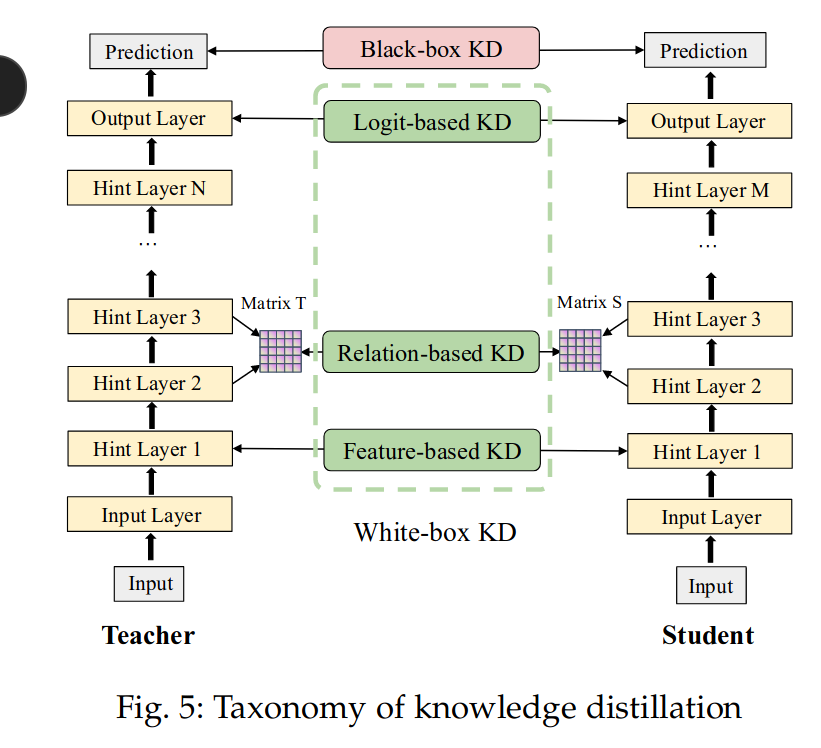 Prediction
Black-box KD
Prediction
Output Layer
Logit-based KD
Output Layer
Hint Layer N
Hint Layer M
...
...
Matrix T
Matrix S
Hint Layer 3
Hint Layer 3
Relation-based KD
Hint Layer 2
Hint Layer 2
Hint Layer 1
Feature-based KD
Hint Layer 1
Input Layer
Input Layer
White-box KD
Input
Input
Teacher
Student
Fig. 5: Taxonomy of knowledge distillation